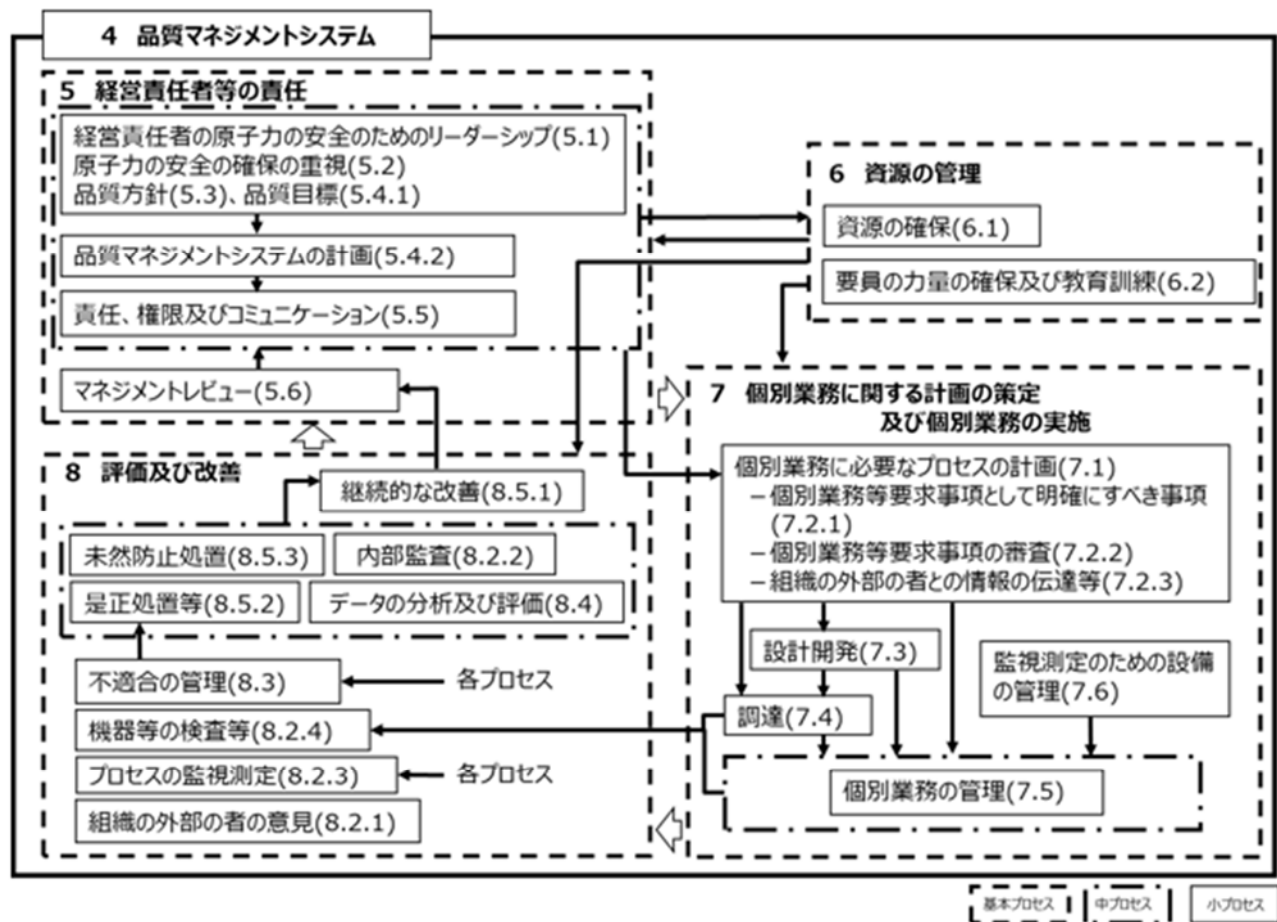 4 品質マネジメントシステム
5 経営責任者等の責任
経営責任者の原子力の安全のためのリーダーシップ(5.1)
原子力の安全の確保の重視(5.2)
品質方針(5.3)、品質目標(5.4.1)
品質マネジメントシステムの計画(5.4.2)
責任、権限及びコミュニケーション(5.5)
マネジメントレビュー(5.6)
6 資源の管理
資源の確保(6.1)
要員の力量の確保及び教育訓練(6.2)
7 個別業務に関する計画の策定
及び個別業務の実施
個別業務に必要なプロセスの計画(7.1)
－個別業務等要求事項として明確にすべき事項
(7.2.1)
－個別業務等要求事項の審査(7.2.2)
－組織の外部の者との情報の伝達等(7.2.3)
設計開発(7.3)
調達(7.4)
監視測定のための設備
の管理(7.6)
個別業務の管理(7.5)
8 評価及び改善
継続的な改善(8.5.1)
未然防止処置(8.5.3)
内部監査(8.2.2)
是正処置等(8.5.2)
データの分析及び評価(8.4)
不適合の管理(8.3)
各プロセス
機器等の検査等(8.2.4)
プロセスの監視測定(8.2.3)
各プロセス
組織の外部の者の意見(8.2.1)
基本プロセス
中プロセス
小プロセス